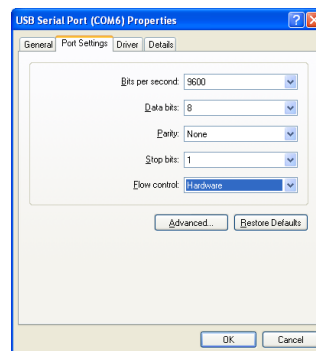 USB Serial Port (COM6) Properties
General Port Settings Driver Details
Bits per second: 9600
Data bits: 8
Parity: None
Stop bits: 1
Flow control: Hardware
Advanced... Restore Defaults
OK Cancel